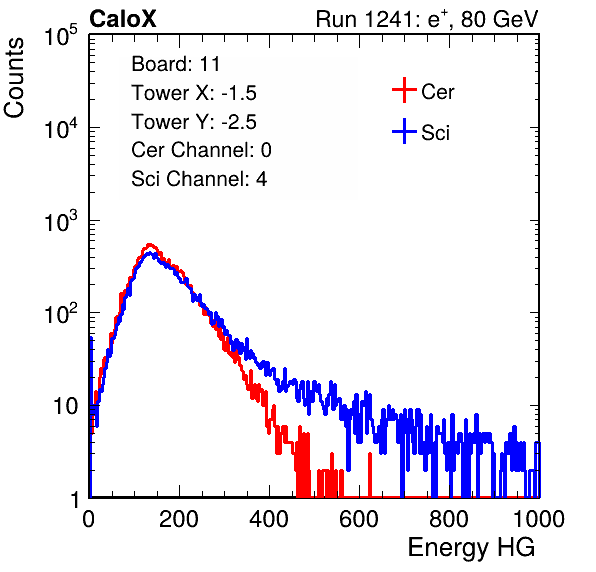 CaloX Run 1241: e⁺, 80 GeV
Counts
10⁵
10⁴
10³
10²
10
1
Board: 11
Tower X: -1.5
Tower Y: -2.5
Cer Channel: 0
Sci Channel: 4
Cer
Sci
0 200 400 600 800 1000
Energy HG